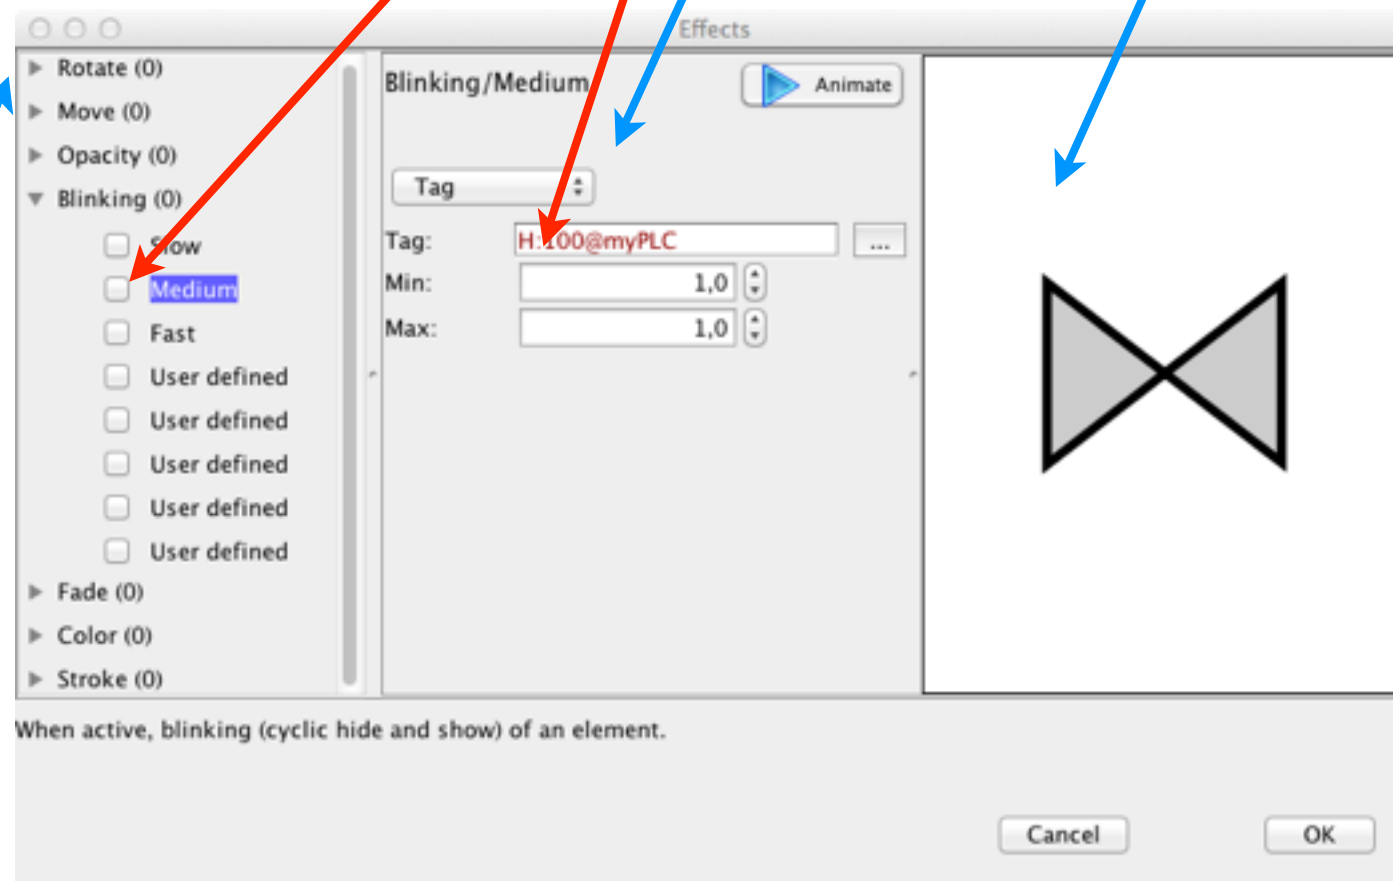 Effects
Rotate (0)
Move (0)
Opacity (0)
Blinking (0)
Slow
Medium
Fast
User defined
User defined
User defined
User defined
User defined
Fade (0)
Color (0)
Stroke (0)
Blinking/Medium
Animate
Tag
Tag: H:100@myPLC ...
Min: 1,0
Max: 1,0
When active, blinking (cyclic hide and show) of an element.
Cancel OK